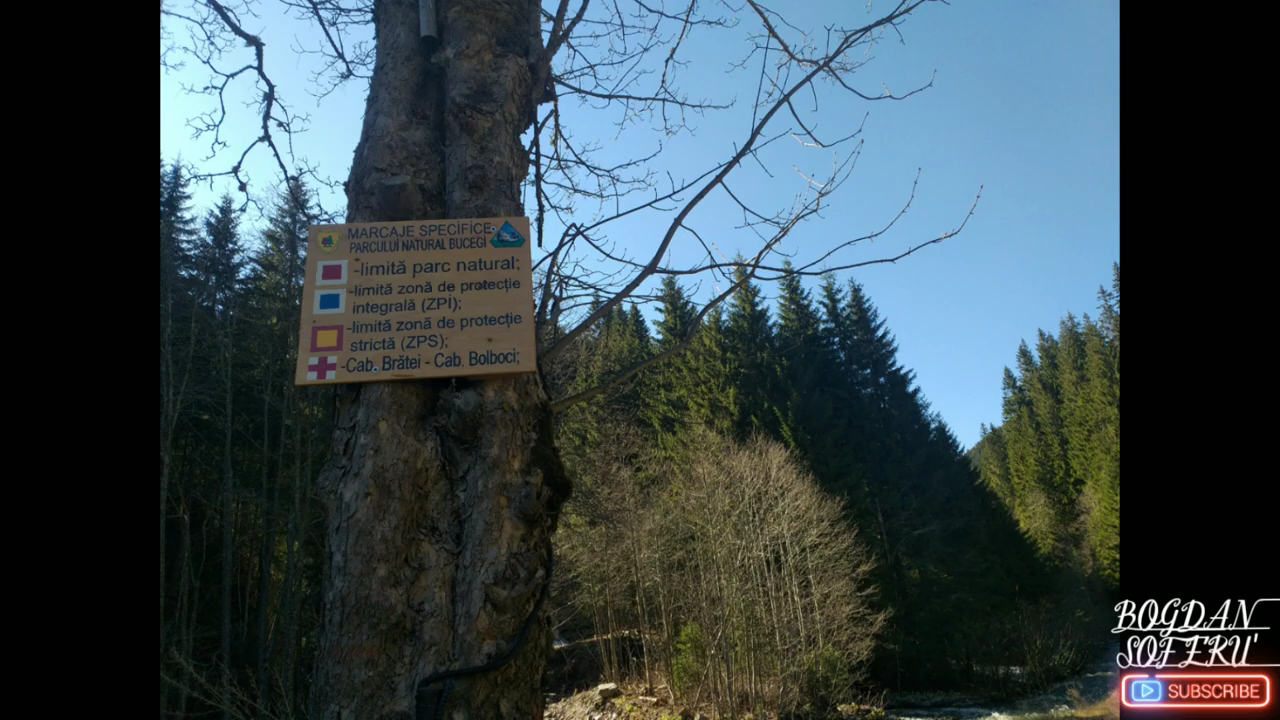 MARCAJE SPECIFICE
PARCULUI NATURAL BUCEGI
-limită parc natural;
-limită zonă de protecție
integrală (ZPI);
-limită zonă de protecție
strictă (ZPS);
-Cab. Brătei - Cab. Bolboci;
BOGDAN
SOFERU'
SUBSCRIBE